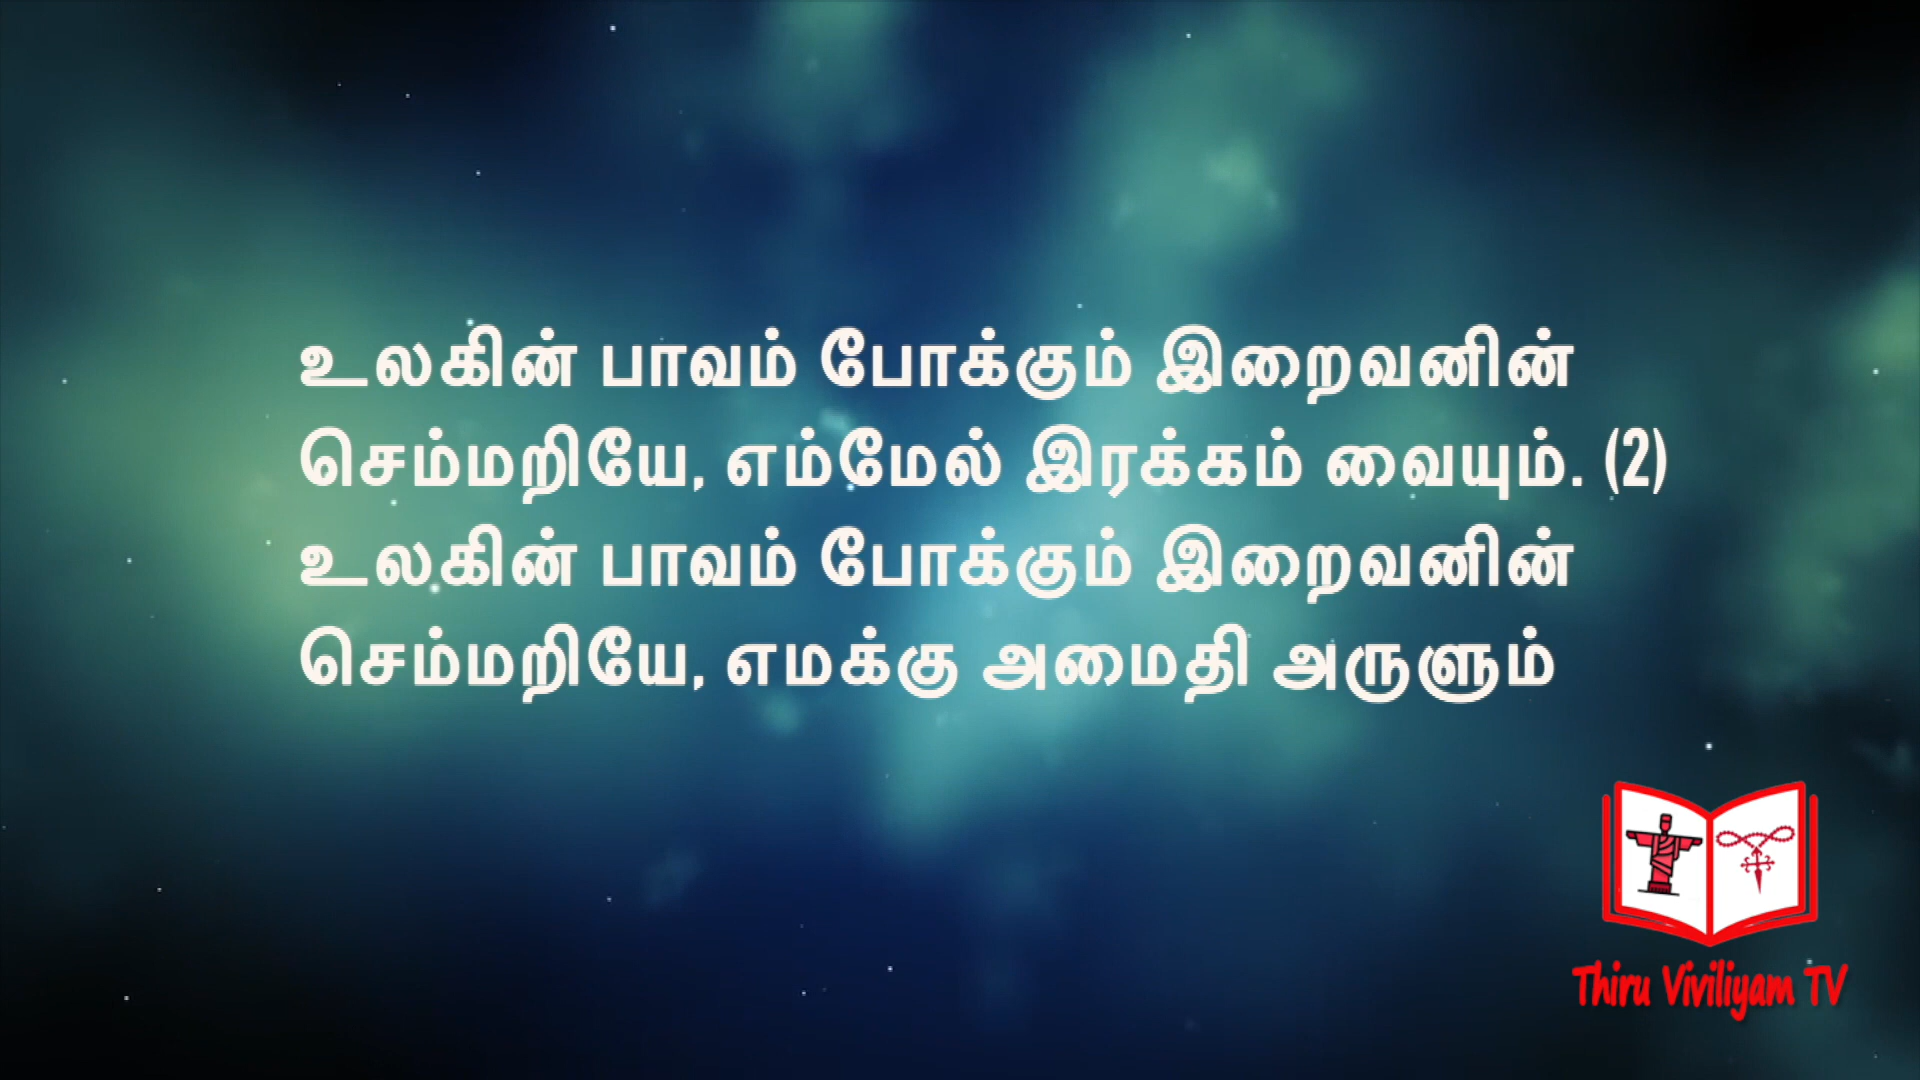 உலகின் பாவம் போக்கும் இறைவனின்
செம்மறியே, எம்மேல் இரக்கம் வையும். (2)
உலகின் பாவம் போக்கும் இறைவனின்
செம்மறியே, எமக்கு அமைதி அருளும்
Thiru Viviliyam TV